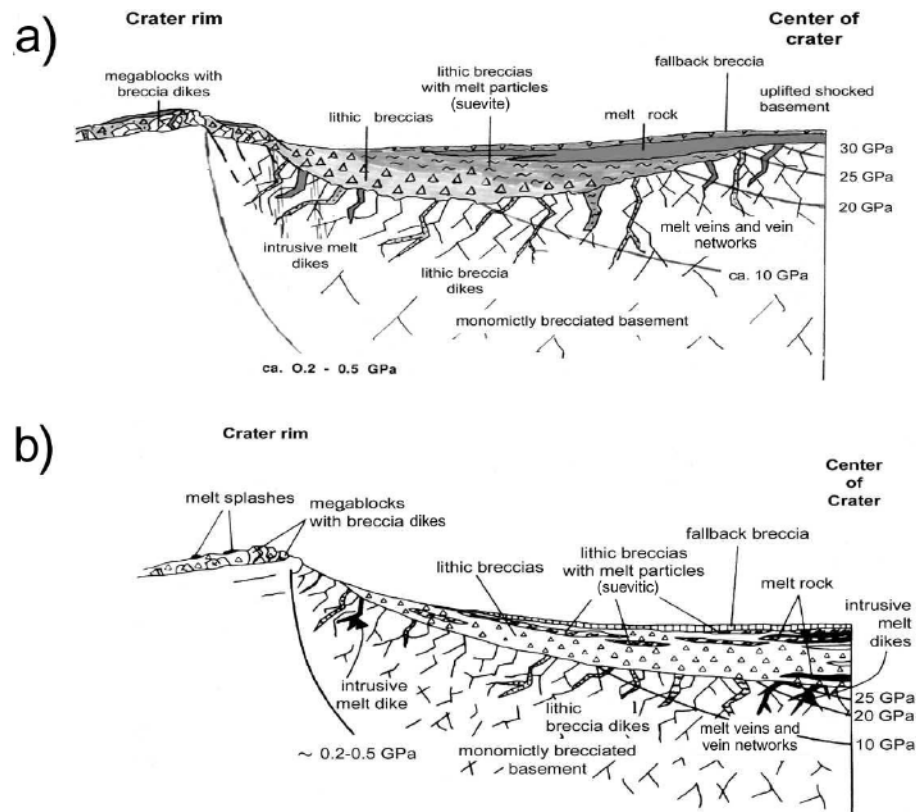 a)
Crater rim
Center of
crater
megablocks with
breccia dikes
lithic breccias
with melt particles
(suevite)
fallback breccia
uplifted shocked
basement
lithic breccias
melt rock
30 GPa
25 GPa
20 GPa
intrusive melt
dikes
lithic breccia
dikes
melt veins and vein
networks
ca. 10 GPa
monomictly brecciated basement
ca. 0.2 - 0.5 GPa
b)
Crater rim
Center
of
Crater
melt splashes
megablocks
with breccia dikes
fallback breccia
lithic breccias
lithic breccias
with melt particles
(suevitic)
melt rock
intrusive
melt
dikes
intrusive
melt dike
lithic
breccia dikes
melt veins and
vein networks
25 GPa
20 GPa
10 GPa
~ 0.2-0.5 GPa
monomictly brecciated
basement